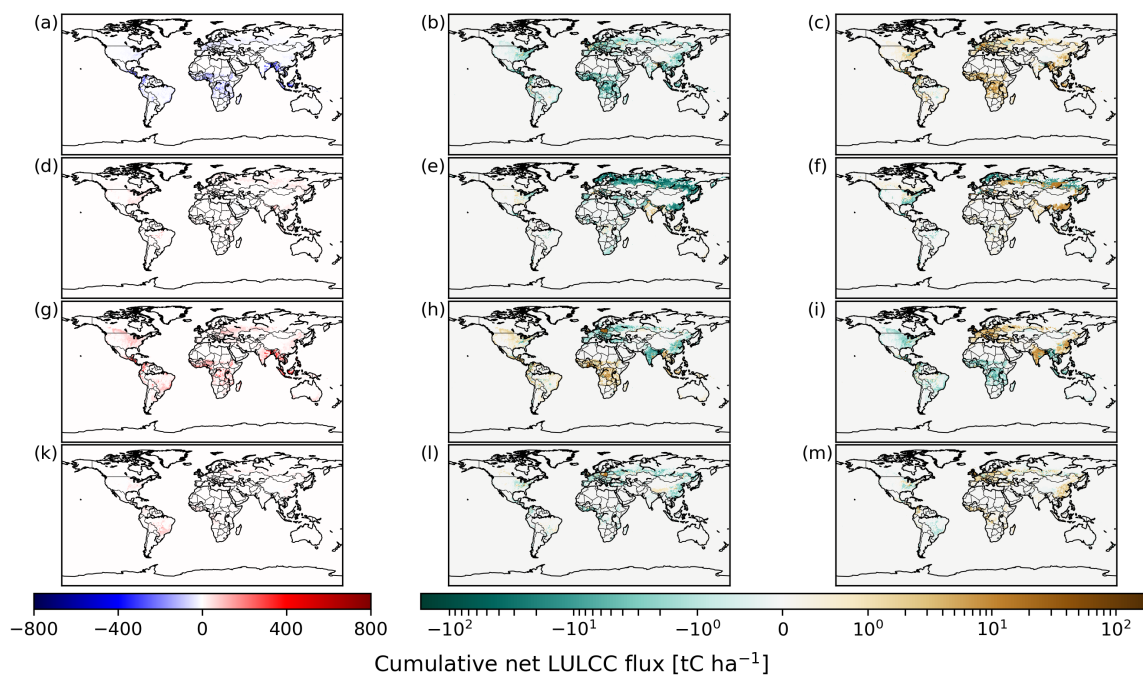 (a) (b) (c)
(d) (e) (f)
(g) (h) (i)
(k) (l) (m)
−800 −400 0 400 800 −10² −10¹ −10⁰ 0 10⁰ 10¹ 10²
Cumulative net LULCC flux [tC ha⁻¹]